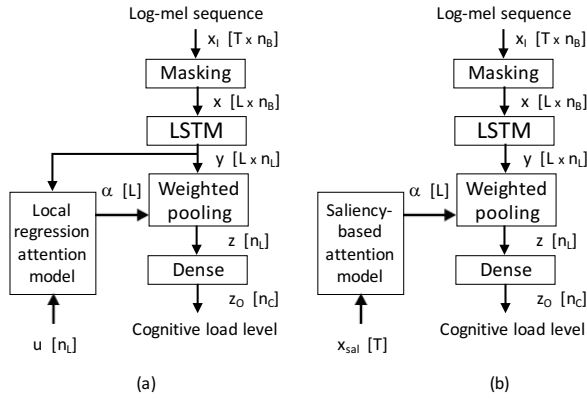 Log-mel sequence
x_I [T x n_B]
Masking
x [L x n_B]
LSTM
y [L x n_L]
α [L]
Local
regression
attention
model
Weighted
pooling
z [n_L]
Dense
z_O [n_C]
u [n_L]
Cognitive load level
(a)
Log-mel sequence
x_I [T x n_B]
Masking
x [L x n_B]
LSTM
y [L x n_L]
α [L]
Saliency-
based
attention
model
Weighted
pooling
z [n_L]
Dense
z_O [n_C]
x_sal [T]
Cognitive load level
(b)